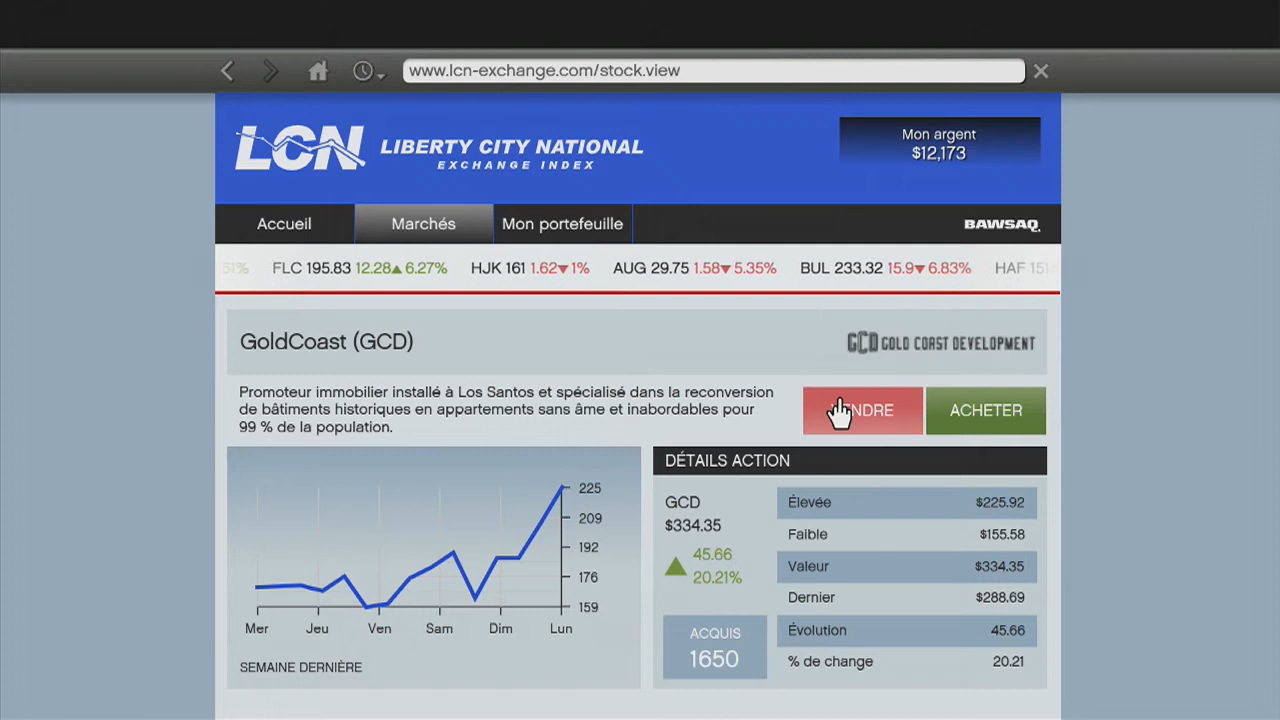 www.lcn-exchange.com/stock.view
LCN LIBERTY CITY NATIONAL
EXCHANGE INDEX
Mon argent
$12,173
Accueil Marchés Mon portefeuille BAWSAQ
61% FLC 195.83 12.28 6.27% HJK 161 1.62 1% AUG 29.75 1.58 5.35% BUL 233.32 15.9 6.83% HAF
GoldCoast (GCD)
GCD GOLD COAST DEVELOPMENT
Promoteur immobilier installé à Los Santos et spécialisé dans la reconversion
de bâtiments historiques en appartements sans âme et inabordables pour
99 % de la population.
ACHETER
225
209
192
176
159
Mer Jeu Ven Sam Dim Lun
SEMAINE DERNIÈRE
DÉTAILS ACTION
GCD
$334.35
45.66
20.21%
ACQUIS
1650
Élevée $225.92
Faible $155.58
Valeur $334.35
Dernier $288.69
Évolution 45.66
% de change 20.21